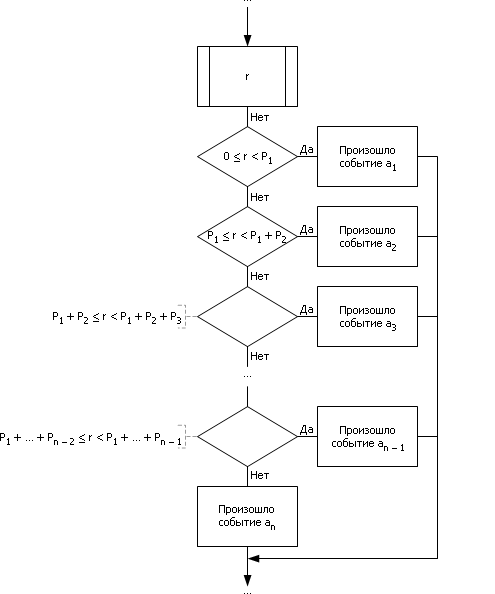 ...
r
Нет
0 ≤ r < P₁
Да
Произошло
событие a₁
Нет
P₁ ≤ r < P₁ + P₂
Да
Произошло
событие a₂
Нет
P₁ + P₂ ≤ r < P₁ + P₂ + P₃
Да
Произошло
событие a₃
Нет
...
P₁ + ... + Pₙ₋₂ ≤ r < P₁ + ... + Pₙ₋₁
Да
Произошло
событие aₙ₋₁
Нет
Произошло
событие aₙ
...